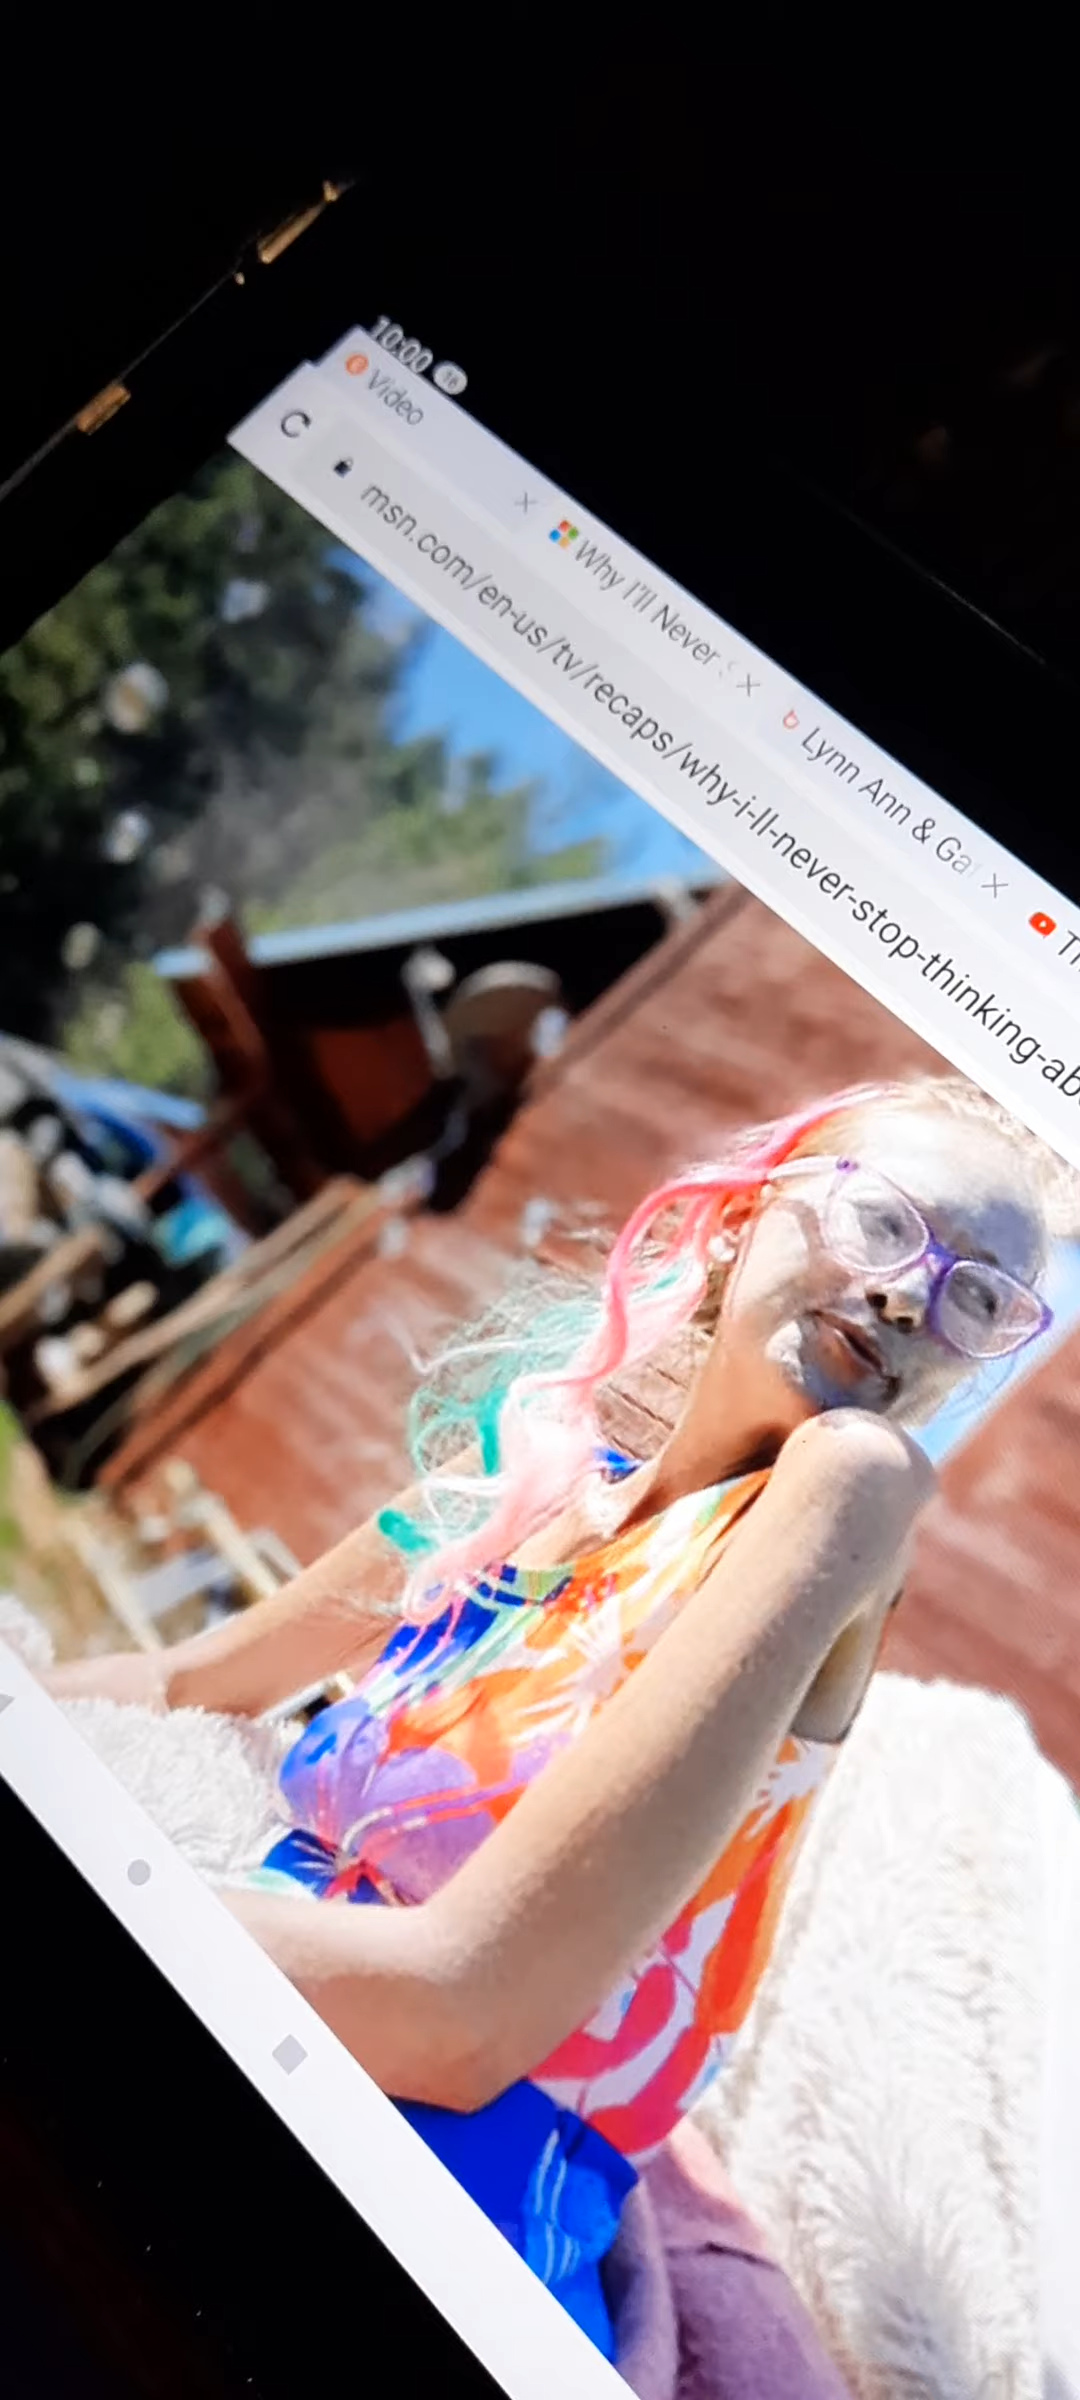 10:00 16
Video
Why I'll Never
Lynn Ann & Ga
msn.com/en-us/tv/recaps/why-i-ll-never-stop-thinking-ab